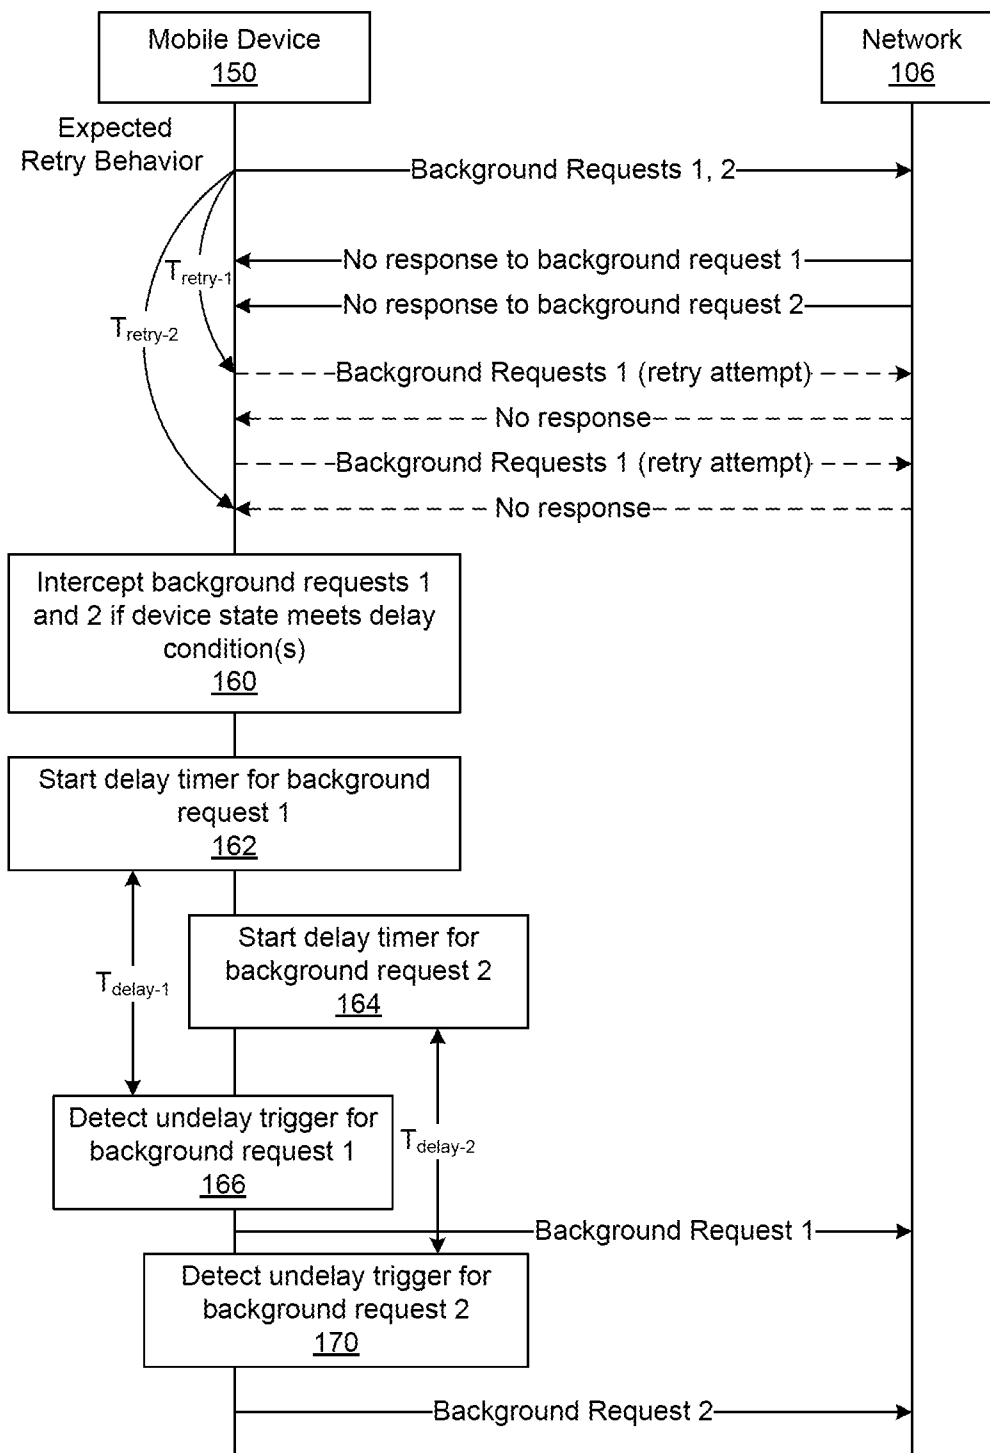 Mobile Device
150
Network
106
Expected
Retry Behavior
Background Requests 1, 2
No response to background request 1
T retry-1
No response to background request 2
T retry-2
Background Requests 1 (retry attempt)
No response
Background Requests 1 (retry attempt)
No response
Intercept background requests 1
and 2 if device state meets delay
condition(s)
160
Start delay timer for background
request 1
162
Start delay timer for
background request 2
164
T delay-1
Detect undelay trigger for
background request 1
166
T delay-2
Background Request 1
Detect undelay trigger for
background request 2
170
Background Request 2